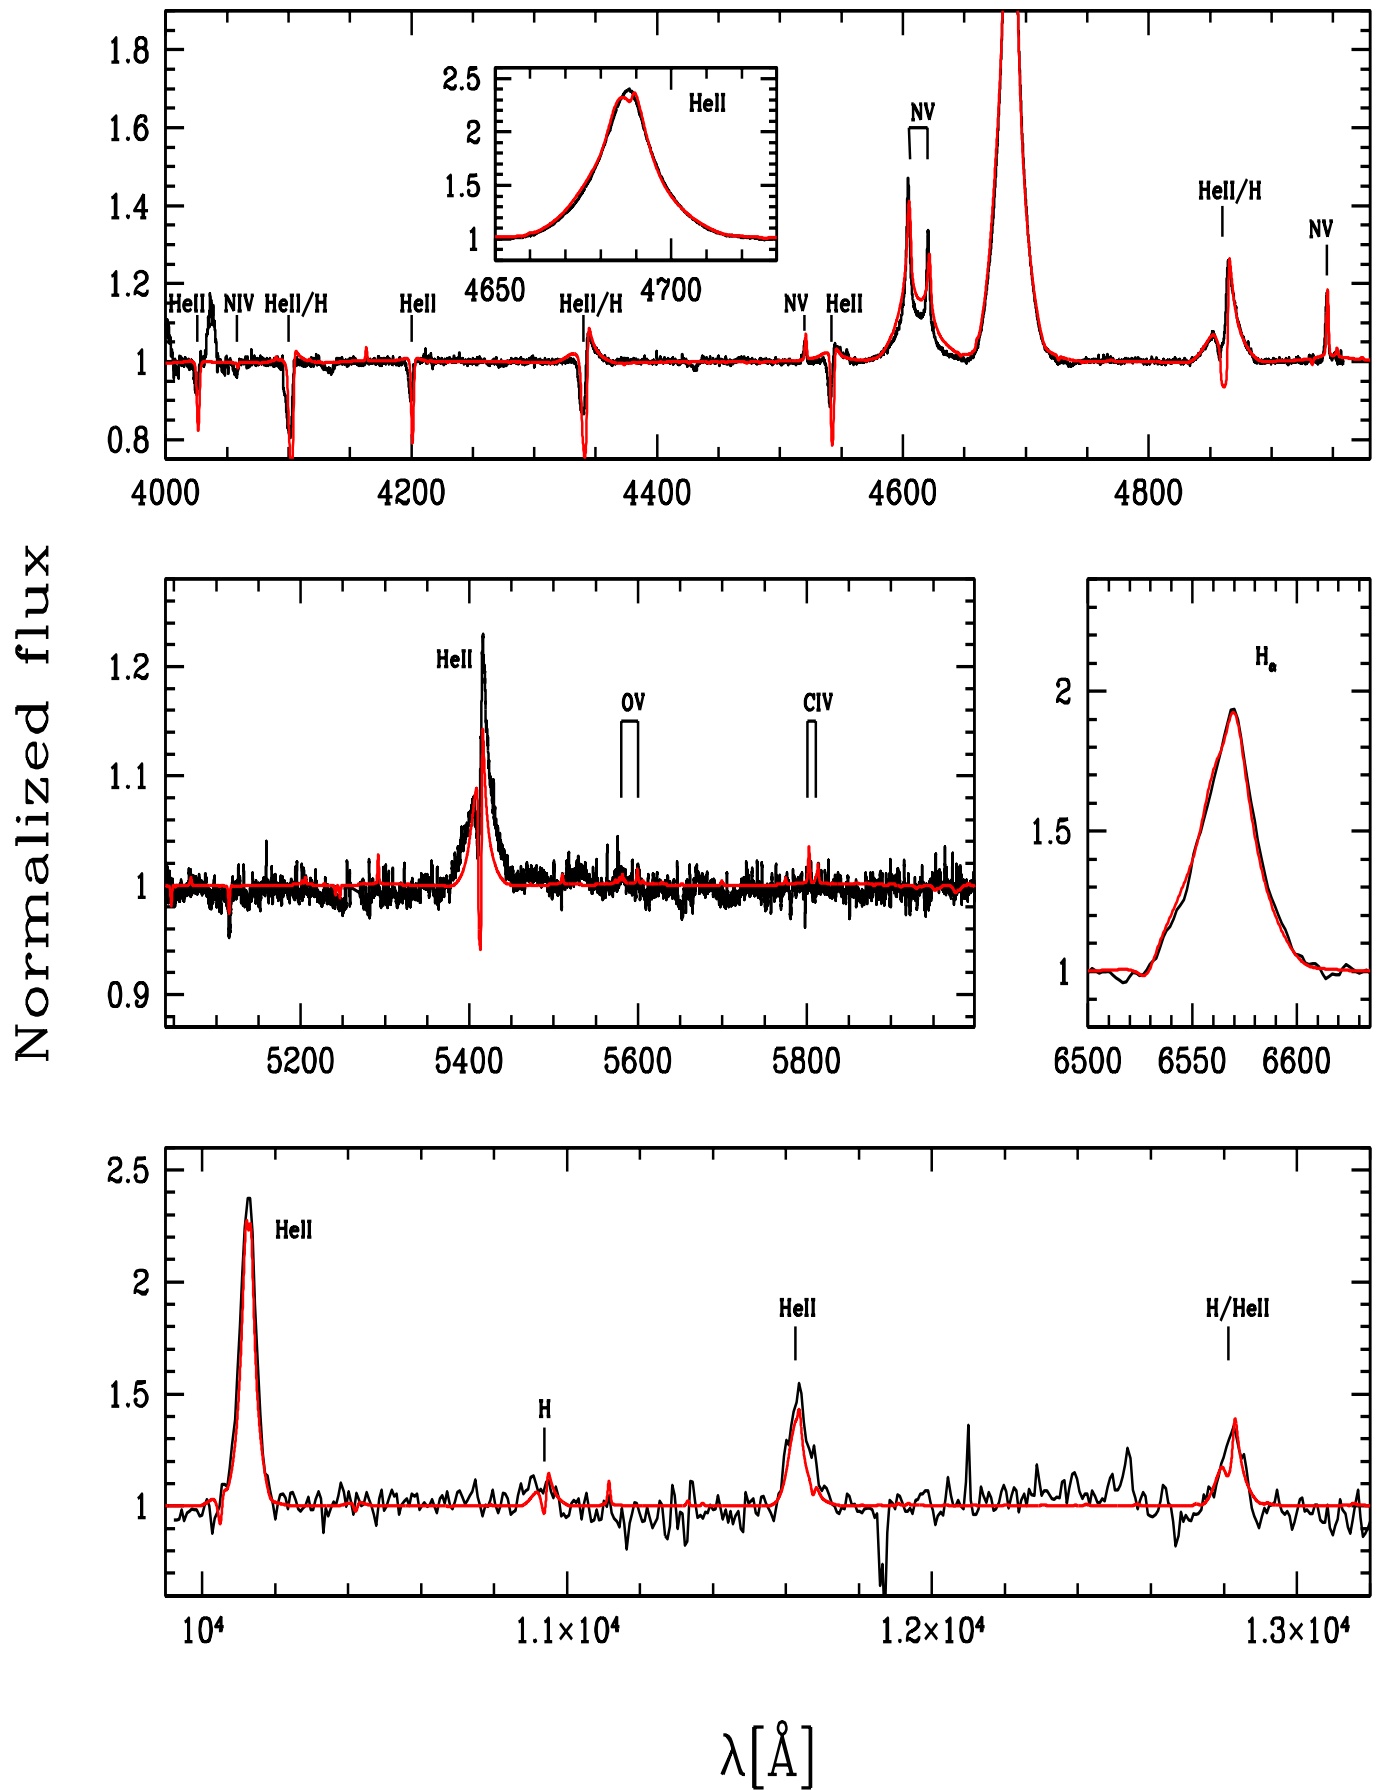 1.8
1.6
1.4
1.2
1
0.8
2.5
2
1.5
1
HeII
4650 4700
NV
HeII/H
NV
HeII NIV HeII/H HeII HeII/H NV HeII
4000 4200 4400 4600 4800
Normalized flux
1.2
1.1
1
0.9
HeII
OV
CIV
5200 5400 5600 5800
2
1.5
1
Hα
6500 6550 6600
2.5
2
1.5
1
HeII
H
HeII
H/HeII
10⁴ 1.1×10⁴ 1.2×10⁴ 1.3×10⁴
λ[Å]